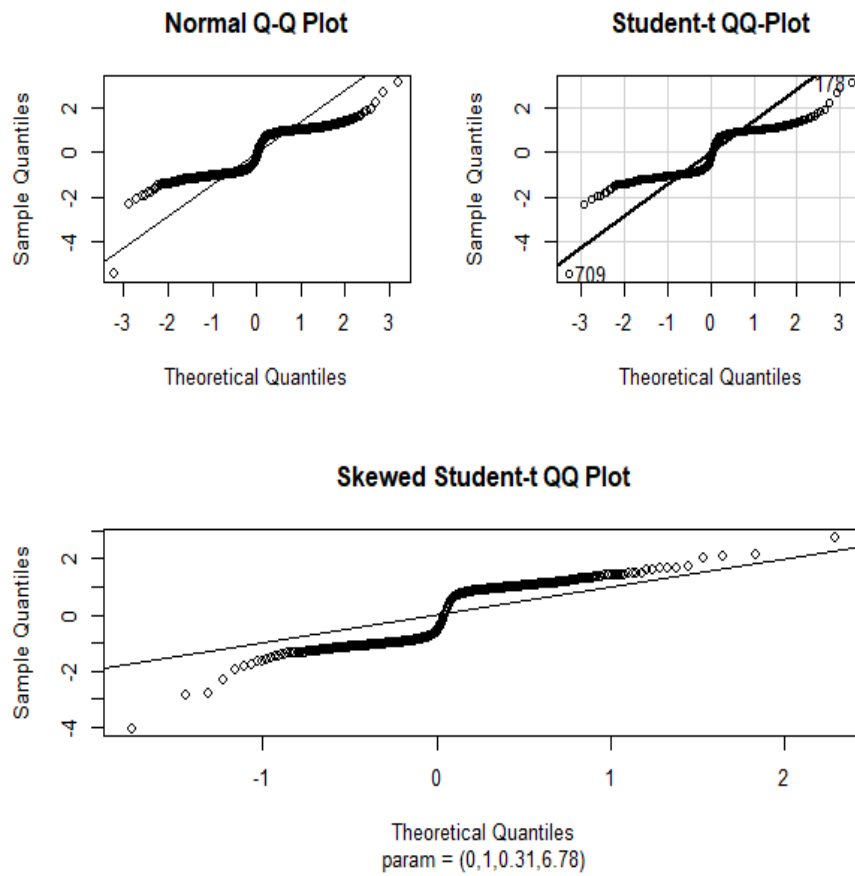 Normal Q-Q Plot
Sample Quantiles
2
0
-2
-4
-3 -2 -1 0 1 2 3
Theoretical Quantiles
Student-t QQ-Plot
Sample Quantiles
2
0
-2
-4
178
709
-3 -2 -1 0 1 2 3
Theoretical Quantiles
Skewed Student-t QQ Plot
Sample Quantiles
2
0
-2
-4
-1 0 1 2
Theoretical Quantiles
param = (0,1,0.31,6.78)